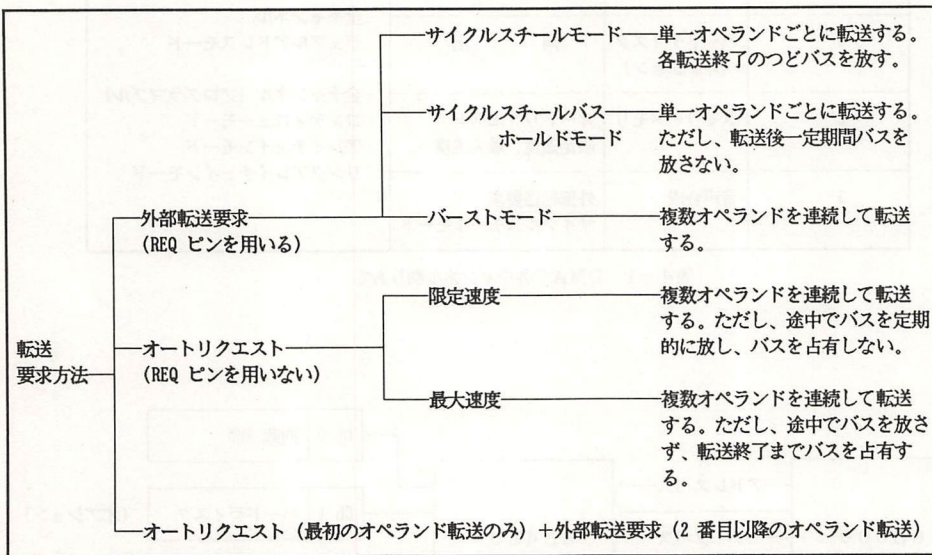 サイクルスチールモード
単一オペランドごとに転送する。
各転送終了のつどバスを放す。
サイクルスチールバス
ホールドモード
単一オペランドごとに転送する。
ただし、転送後一定期間バスを
放さない。
外部転送要求
(REQ ピンを用いる)
バーストモード
複数オペランドを連続して転送
する。
転送
要求方法
オートリクエスト
(REQ ピンを用いない)
限定速度
複数オペランドを連続して転送
する。ただし、途中でバスを定期
的に放し、バスを占有しない。
最大速度
複数オペランドを連続して転送
する。ただし、途中でバスを放さ
ず、転送終了までバスを占有す
る。
オートリクエスト (最初のオペランド転送のみ) +外部転送要求 (2 番目以降のオペランド転送)